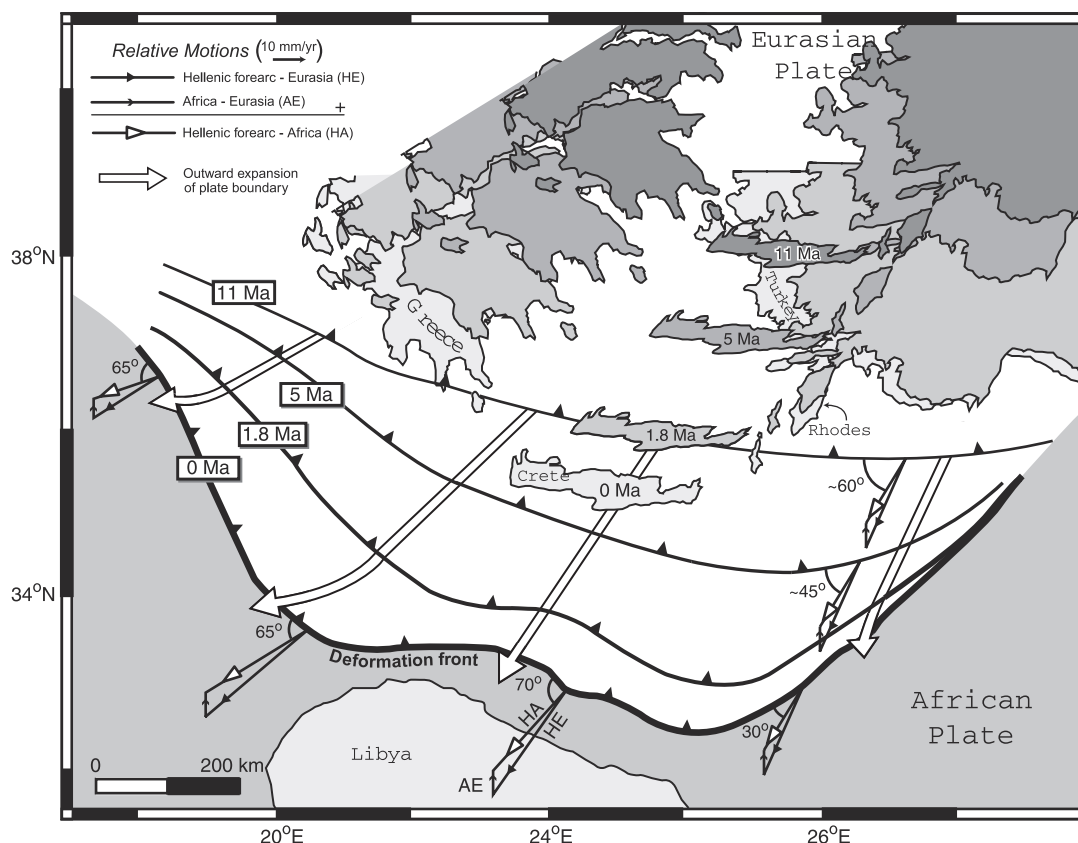 Relative Motions (10 mm/yr)
Hellenic forearc - Eurasia (HE)
Africa - Eurasia (AE)
+
Hellenic forearc - Africa (HA)
Outward expansion
of plate boundary
Eurasian
Plate
38°N
34°N
11 Ma
5 Ma
1.8 Ma
0 Ma
Greece
Turkey
11 Ma
5 Ma
1.8 Ma
Rhodes
Crete
0 Ma
65°
~60°
~45°
65°
Deformation front
70°
HA
HE
AE
30°
African
Plate
Libya
0
200 km
20°E
24°E
26°E